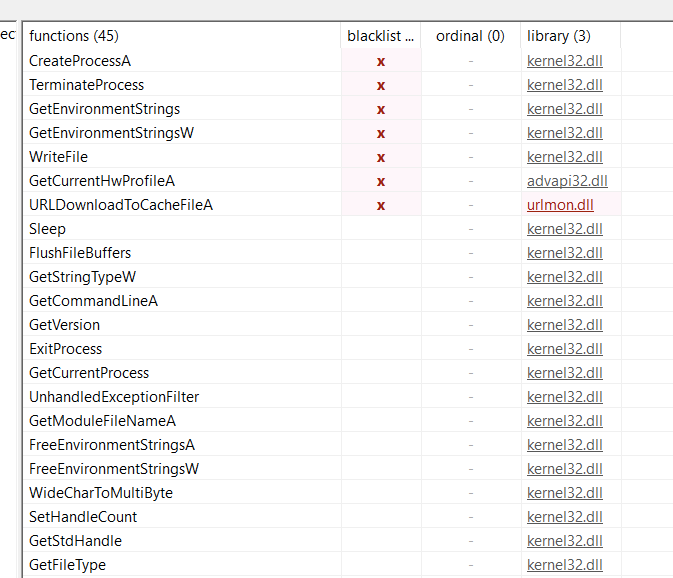 ec functions (45) blacklist ... ordinal (0) library (3)
CreateProcessA x - kernel32.dll
TerminateProcess x - kernel32.dll
GetEnvironmentStrings x - kernel32.dll
GetEnvironmentStringsW x - kernel32.dll
WriteFile x - kernel32.dll
GetCurrentHwProfileA x - advapi32.dll
URLDownloadToCacheFileA x - urlmon.dll
Sleep - kernel32.dll
FlushFileBuffers - kernel32.dll
GetStringTypeW - kernel32.dll
GetCommandLineA - kernel32.dll
GetVersion - kernel32.dll
ExitProcess - kernel32.dll
GetCurrentProcess - kernel32.dll
UnhandledExceptionFilter - kernel32.dll
GetModuleFileNameA - kernel32.dll
FreeEnvironmentStringsA - kernel32.dll
FreeEnvironmentStringsW - kernel32.dll
WideCharToMultiByte - kernel32.dll
SetHandleCount - kernel32.dll
GetStdHandle - kernel32.dll
GetFileType - kernel32.dll